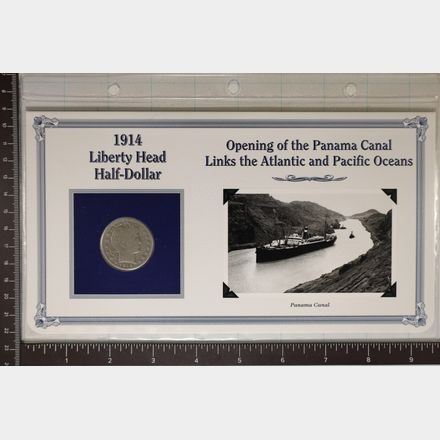 1914
Liberty Head
Half-Dollar
Opening of the Panama Canal
Links the Atlantic and Pacific Oceans
Panama Canal